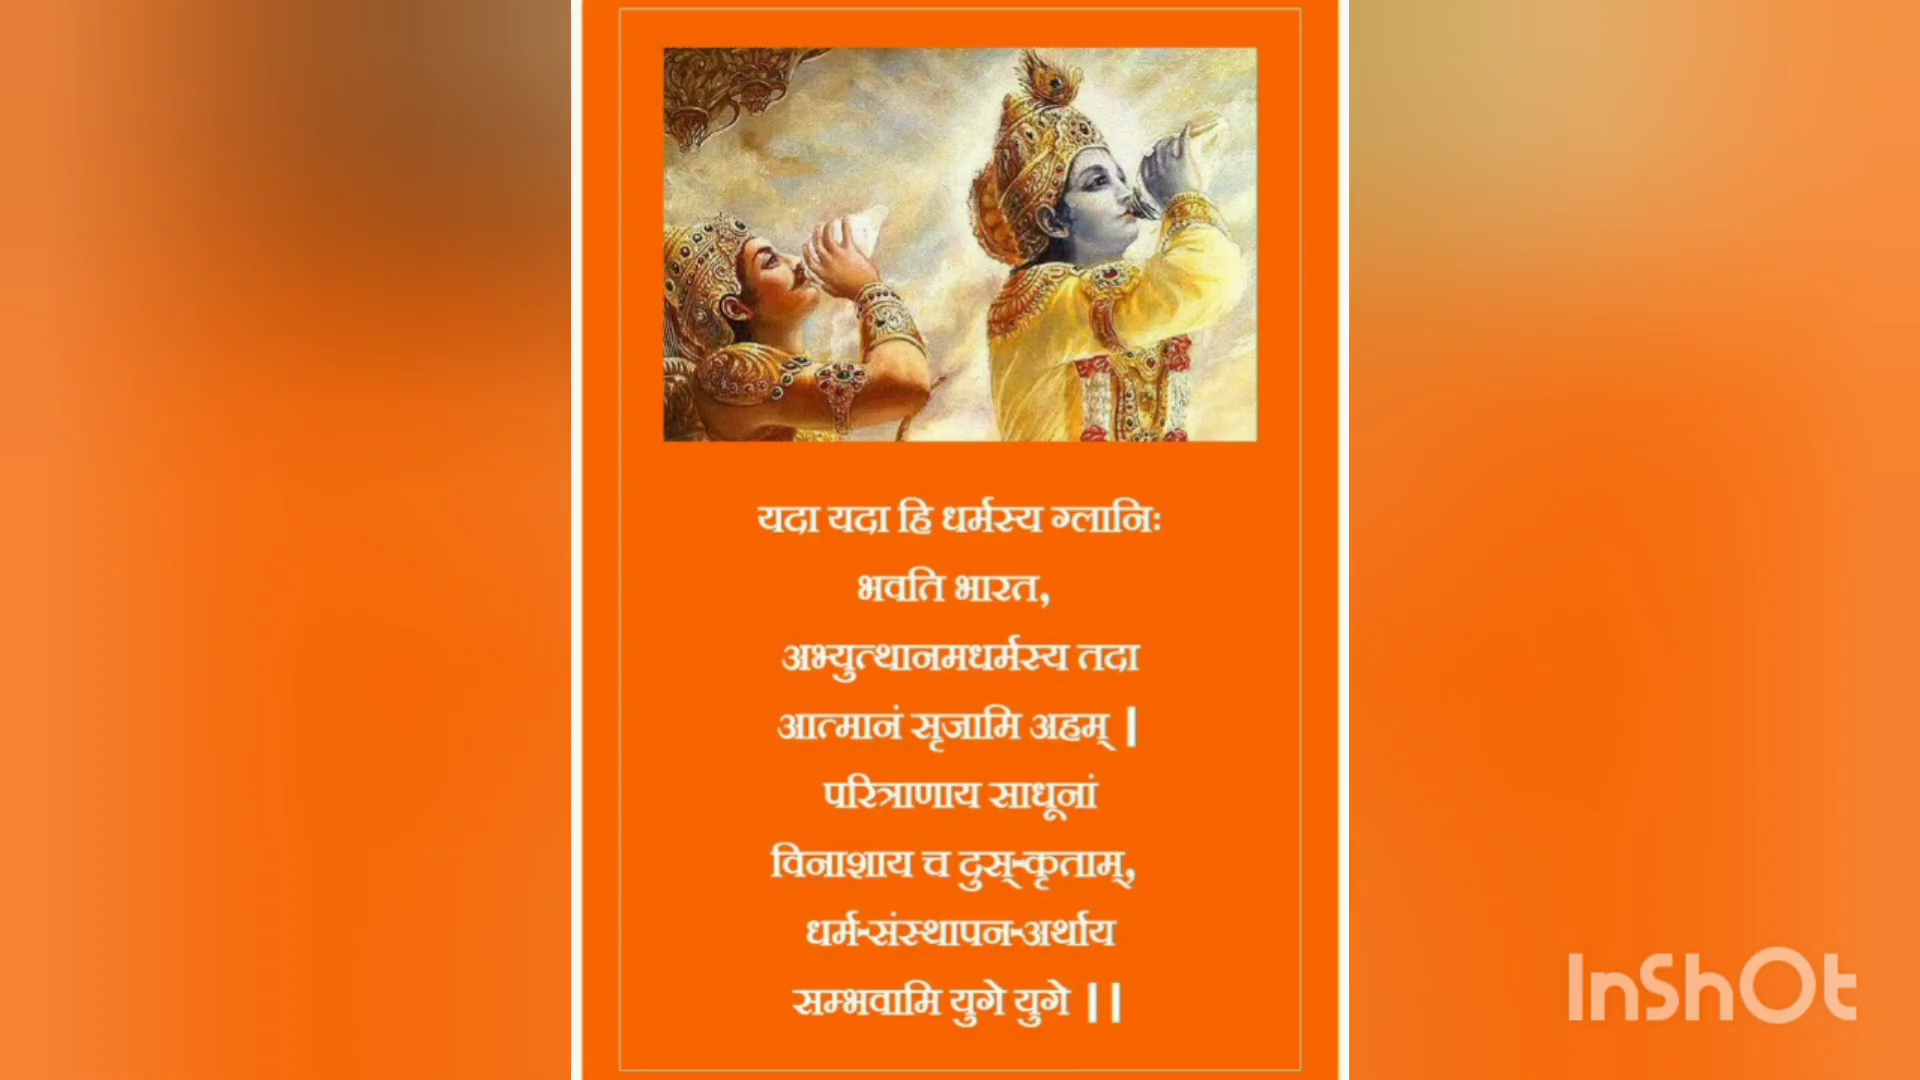 यदा यदा हि धर्मस्य ग्लानिः
भवति भारत,
अभ्युत्थानमधर्मस्य तदा
आत्मानं सृजामि अहम् |
परित्राणाय साधूनां
विनाशाय च दुस्-कृताम्,
धर्म-संस्थापन-अर्थाय
सम्भवामि युगे युगे ||
InShOt